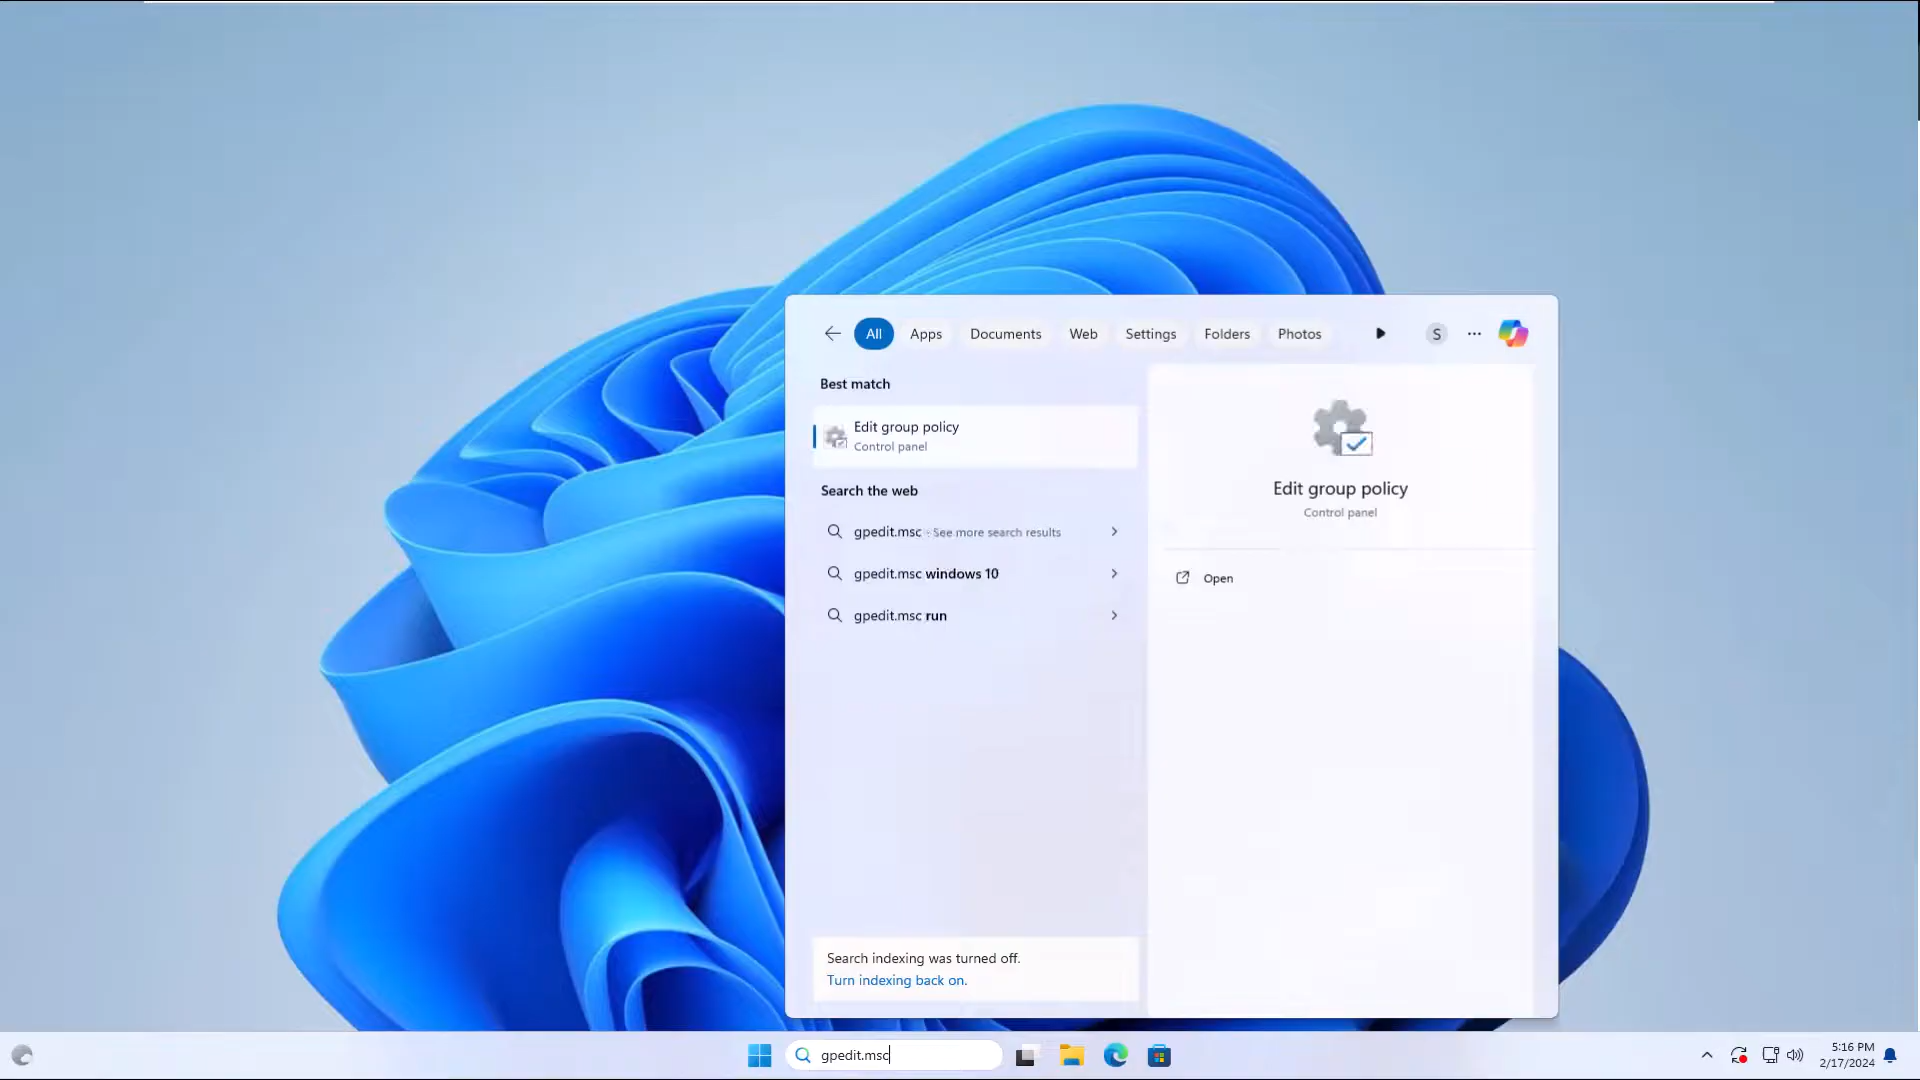 All Apps Documents Web Settings Folders Photos S
Best match
Edit group policy
Control panel
Search the web
gpedit.msc - See more search results
gpedit.msc windows 10
gpedit.msc run
Search indexing was turned off.
Turn indexing back on.
Edit group policy
Control panel
Open
gpedit.msc
5:16 PM
2/17/2024